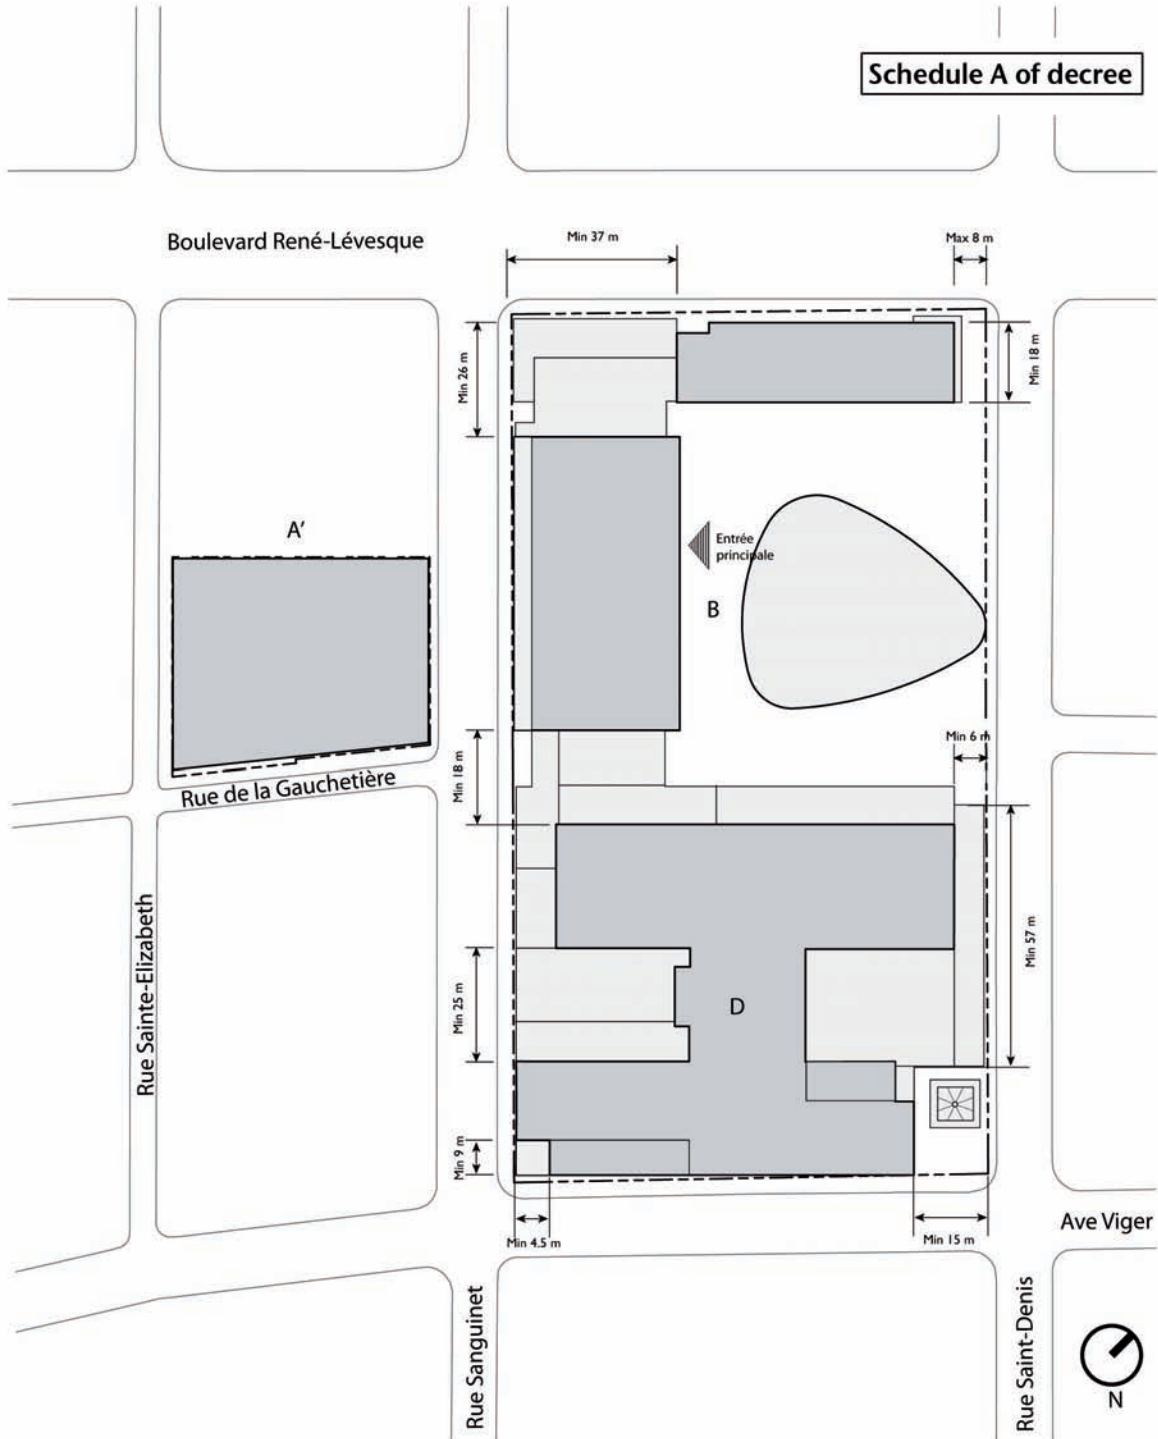 Schedule A of decree
Boulevard René-Lévesque
Min 37 m
Max 8 m
Min 26 m
Min 18 m
A'
Entrée
principale
B
Min 18 m
Min 6 m
Rue de la Gauchetière
Rue Sainte-Elizabeth
Min 25 m
D
Min 57 m
Min 9 m
Min 4.5 m
Min 15 m
Ave Viger
Rue Sanguinet
Rue Saint-Denis
N